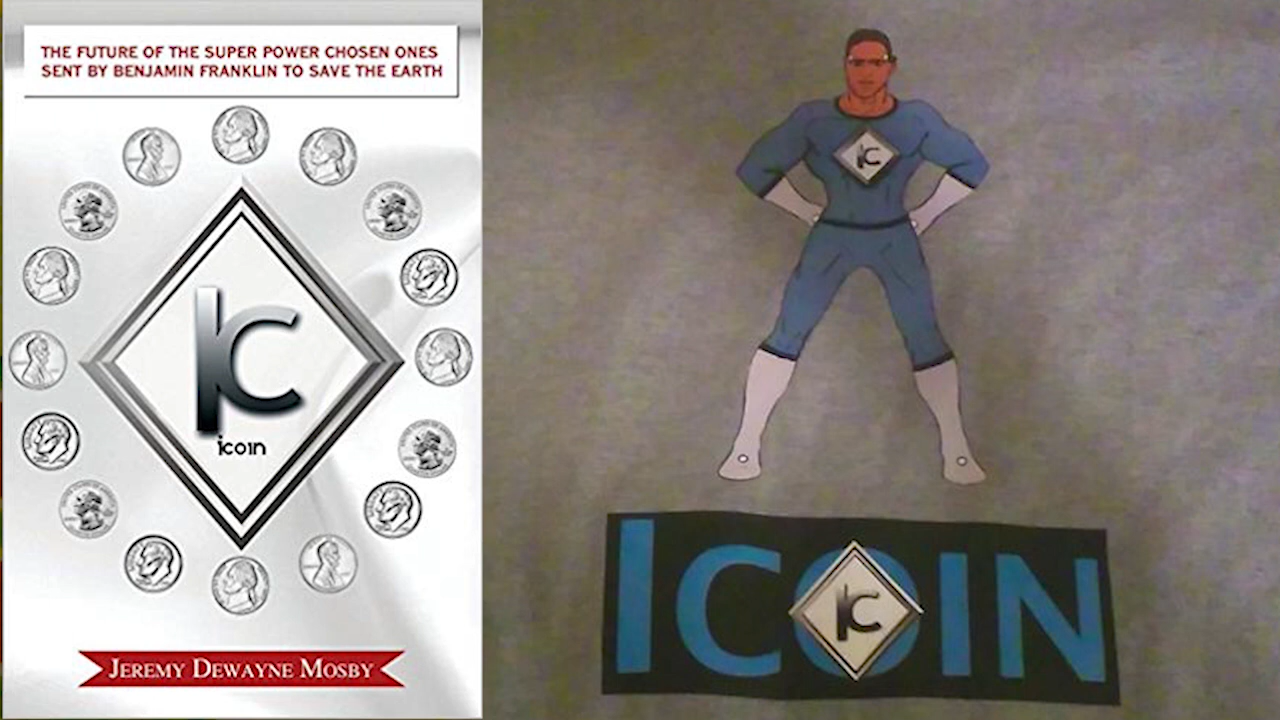 THE FUTURE OF THE SUPER POWER CHOSEN ONES
SENT BY BENJAMIN FRANKLIN TO SAVE THE EARTH
IC
icoin
JEREMY DEWAYNE MOSBY
IC
ICOIN
IC